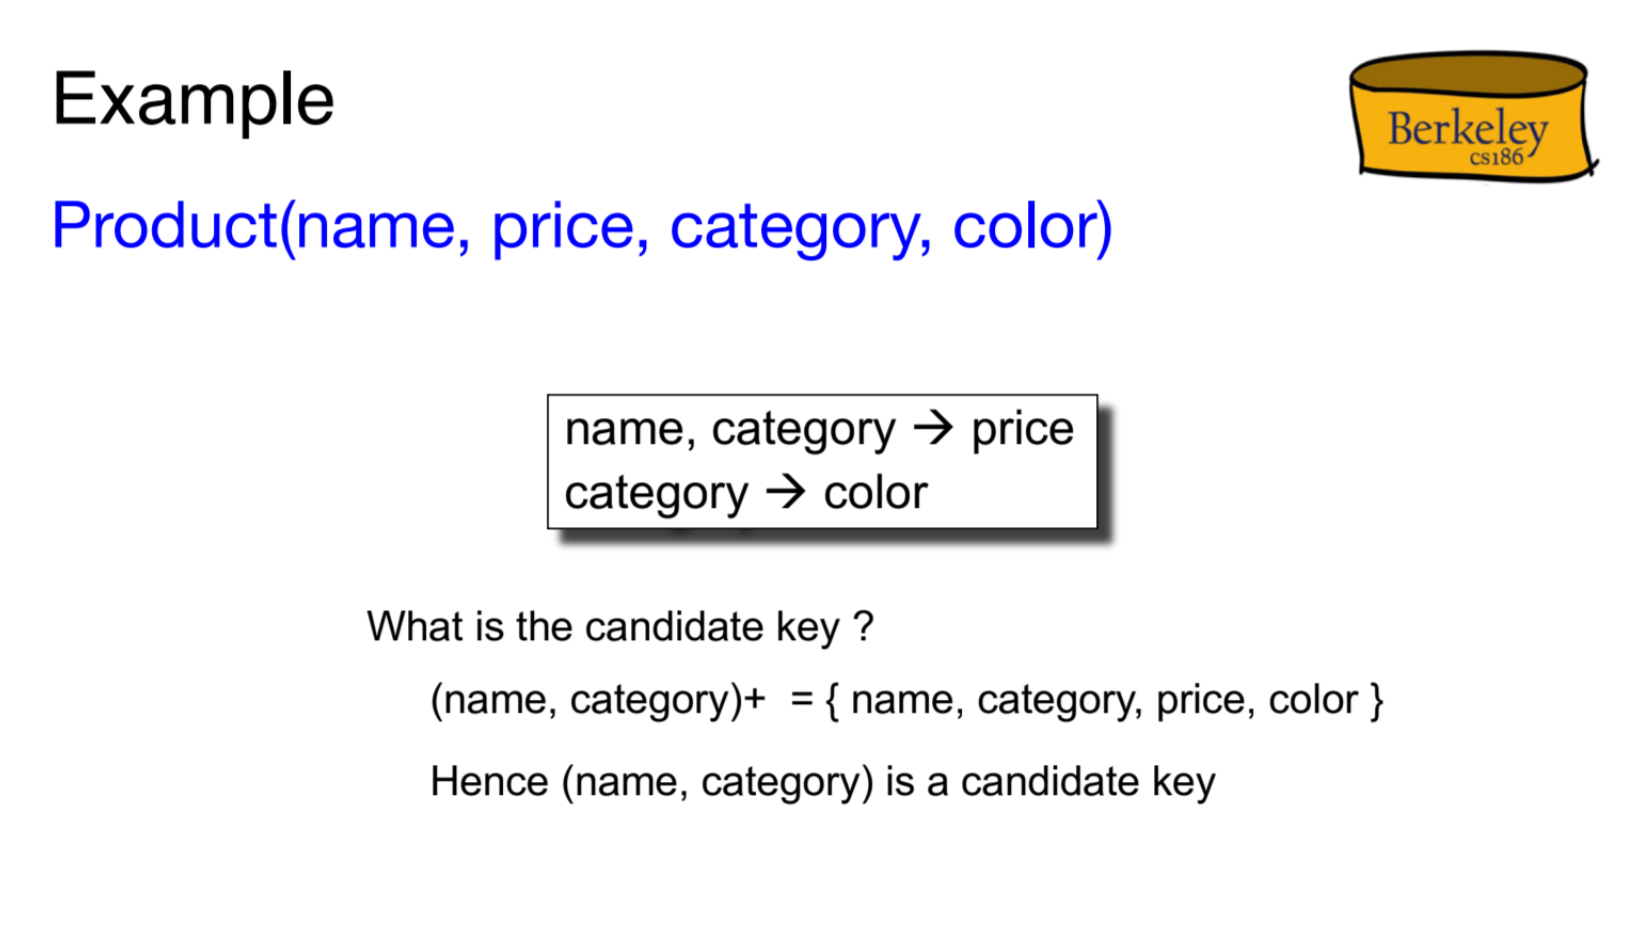 Example
Berkeley
cs186
Product(name, price, category, color)
name, category → price
category → color
What is the candidate key ?
(name, category)+ = { name, category, price, color }
Hence (name, category) is a candidate key